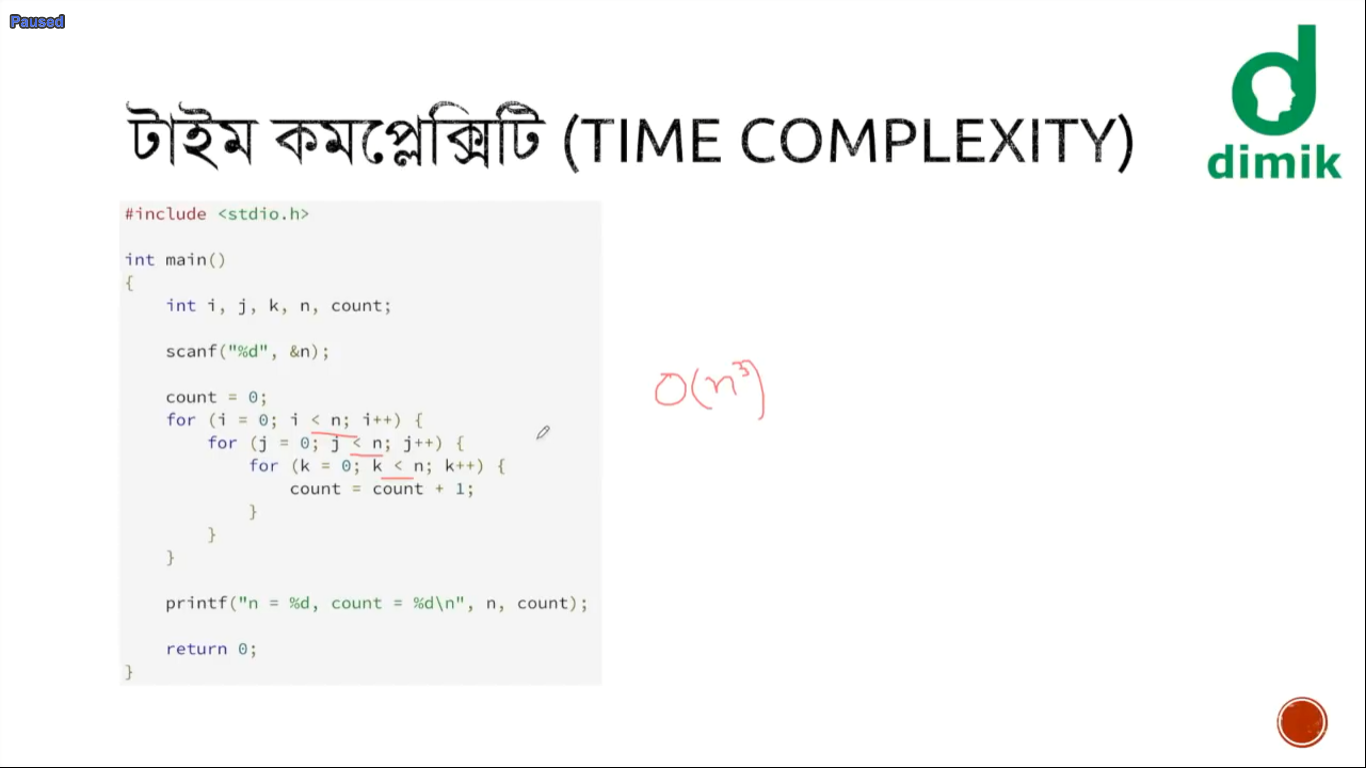 Paused
টাইম কমপ্লেক্সিটি (TIME COMPLEXITY)
dimik
#include <stdio.h>
int main()
{
    int i, j, k, n, count;
    scanf("%d", &n);
    count = 0;
    for (i = 0; i < n; i++) {
        for (j = 0; j < n; j++) {
            for (k = 0; k < n; k++) {
                count = count + 1;
            }
        }
    }
    printf("n = %d, count = %d\n", n, count);
    return 0;
}
O(n³)